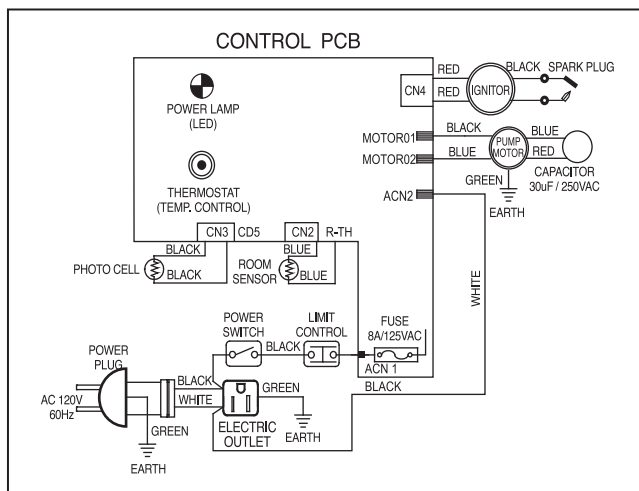 CONTROL PCB
POWER LAMP
(LED)
THERMOSTAT
(TEMP. CONTROL)
CN4
RED
RED
IGNITOR
BLACK
SPARK PLUG
MOTOR01
MOTOR02
BLACK
BLUE
PUMP
MOTOR
BLUE
RED
CAPACITOR
30uF / 250VAC
GREEN
EARTH
ACN2
WHITE
CN3
CD5
CN2
R-TH
BLACK
BLACK
PHOTO CELL
BLUE
BLUE
ROOM
SENSOR
POWER
SWITCH
BLACK
LIMIT
CONTROL
FUSE
8A/125VAC
ACN 1
BLACK
POWER
PLUG
AC 120V
60Hz
BLACK
WHITE
GREEN
EARTH
ELECTRIC
OUTLET
GREEN
EARTH